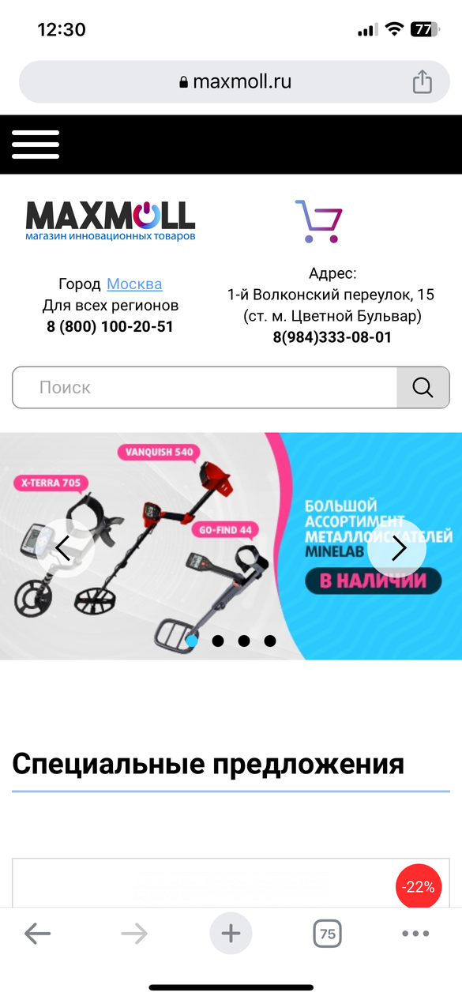 12:30
77
maxmoll.ru
MAXMOLL
магазин инновационных товаров
Город Москва
Для всех регионов
8 (800) 100-20-51
Адрес:
1-й Волконский переулок, 15
(ст. м. Цветной Бульвар)
8(984)333-08-01
Поиск
VANQUISH 540
X-TERRA 705
GO-FIND 44
БОЛЬШОЙ
АССОРТИМЕНТ
МЕТАЛЛОИСКАТЕЛЕЙ
MINELAB
В НАЛИЧИИ
Специальные предложения
-22%
75